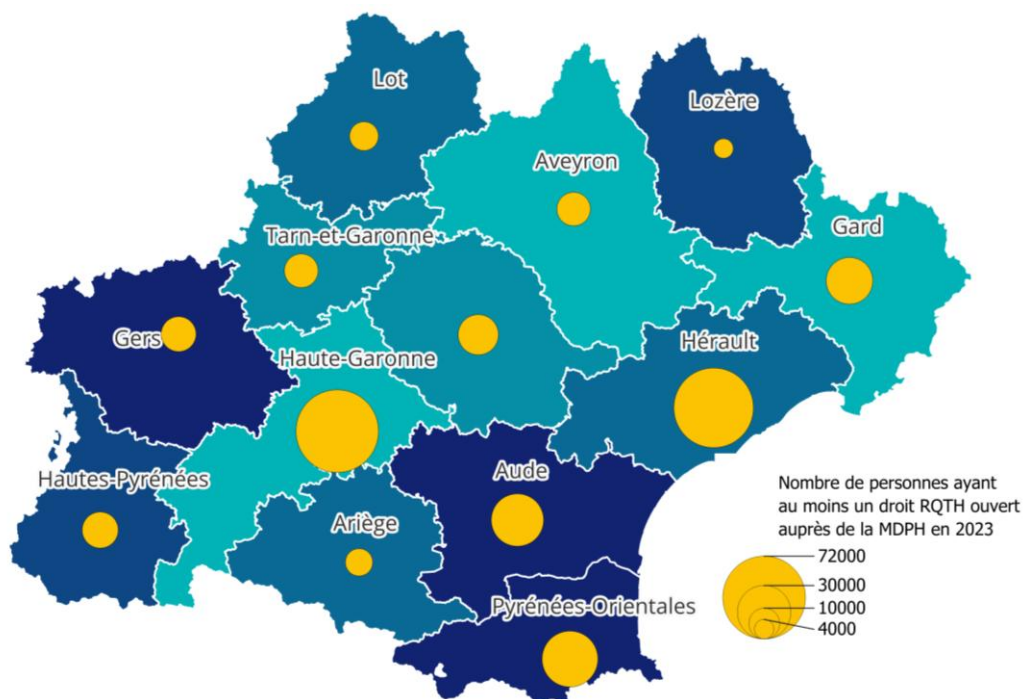 Lot
Lozère
Aveyron
Tarn-et-Garonne
Gard
Gers
Haute-Garonne
Hérault
Hautes-Pyrénées
Aude
Ariège
Pyrénées-Orientales
Nombre de personnes ayant
au moins un droit RQTH ouvert
auprès de la MDPH en 2023
72000
30000
10000
4000